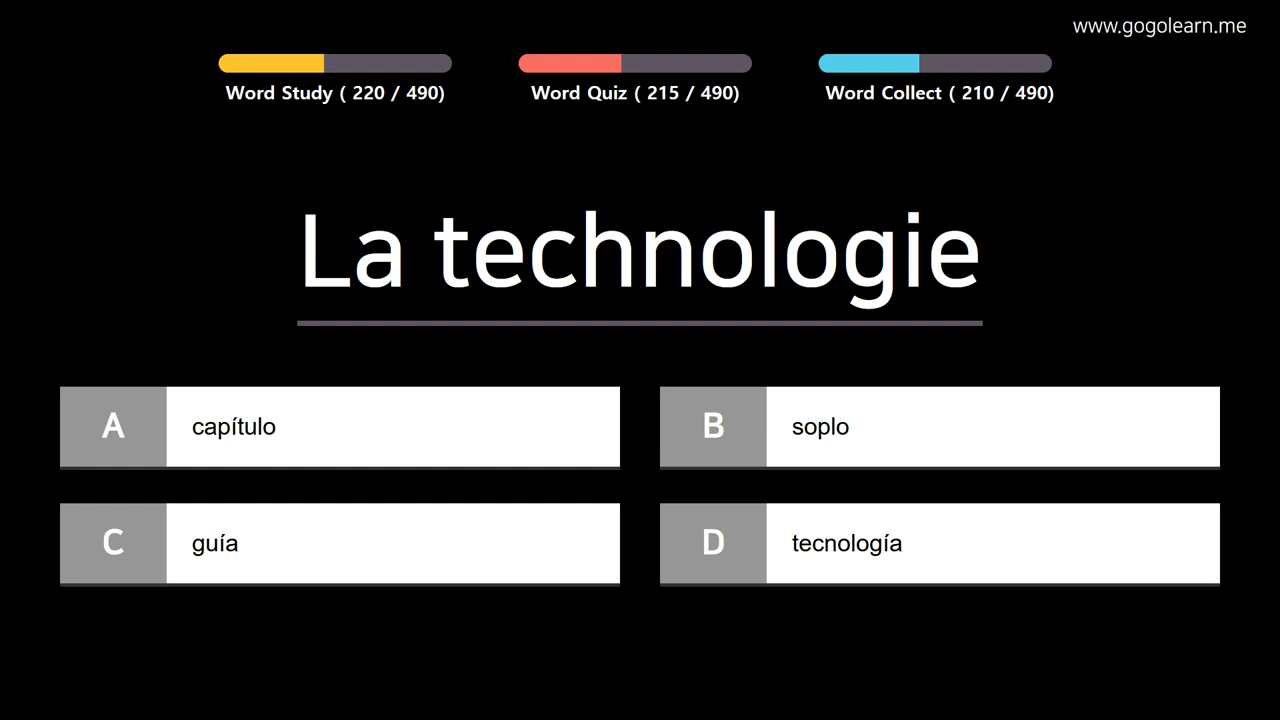 www.gogolearn.me
Word Study ( 220 / 490)
Word Quiz ( 215 / 490)
Word Collect ( 210 / 490)
La technologie
A
capítulo
B
soplo
C
guía
D
tecnología